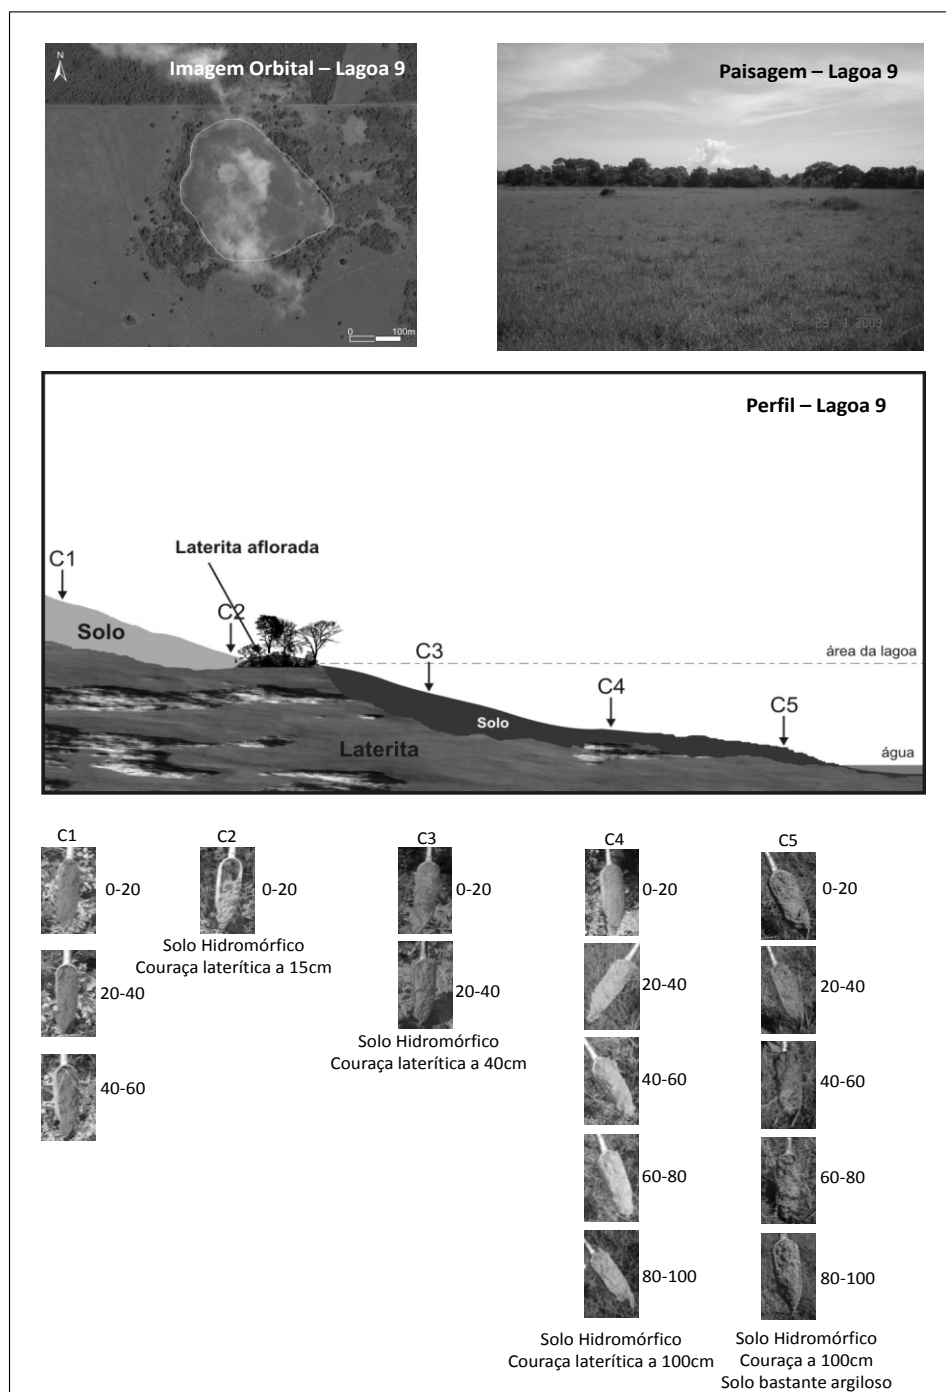 Imagem Orbital – Lagoa 9
N
0 100m
Paisagem – Lagoa 9
2009
Perfil – Lagoa 9
Laterita aflorada
C1
C2
Solo
C3
área da lagoa
C4
C5
Solo
Laterita
água
C1
C2
C3
C4
C5
0-20
0-20
0-20
0-20
0-20
Solo Hidromórfico
Couraça laterítica a 15cm
20-40
20-40
20-40
20-40
Solo Hidromórfico
Couraça laterítica a 40cm
40-60
40-60
40-60
60-80
60-80
80-100
80-100
Solo Hidromórfico
Couraça laterítica a 100cm
Solo Hidromórfico
Couraça a 100cm
Solo bastante argiloso